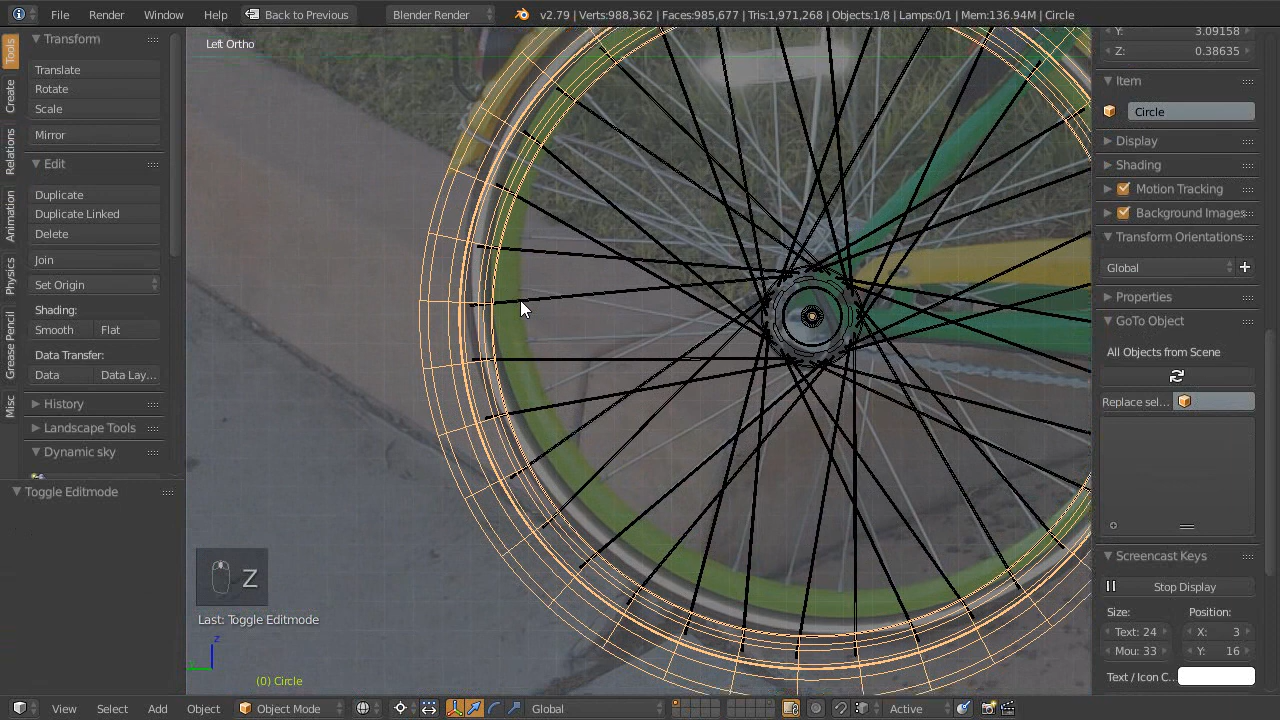 File Render Window Help Back to Previous Blender Render v2.79 | Verts:988,362 | Faces:985,677 | Tris:1,971,268 | Objects:1/8 | Lamps:0/1 | Mem:136.94M | Circle
Tools
Create
Relations
Animation
Physics
Grease Pencil
Misc
Transform
Translate
Rotate
Scale
Mirror
Edit
Duplicate
Duplicate Linked
Delete
Join
Set Origin
Shading:
Smooth Flat
Data Transfer:
Data Data Lay...
History
Landscape Tools
Dynamic sky
Toggle Editmode
Left Ortho
Z
Last: Toggle Editmode
z
(0) Circle
Y: 3.09158
Z: 0.38635
Item
Circle
Display
Shading
Motion Tracking
Background Images
Transform Orientations
Global
Properties
GoTo Object
All Objects from Scene
Replace sel...
Screencast Keys
Stop Display
Size: Position:
Text: 24 X: 3
Mou: 33 Y: 16
Text / Icon C...
View Select Add Object Object Mode Global Active